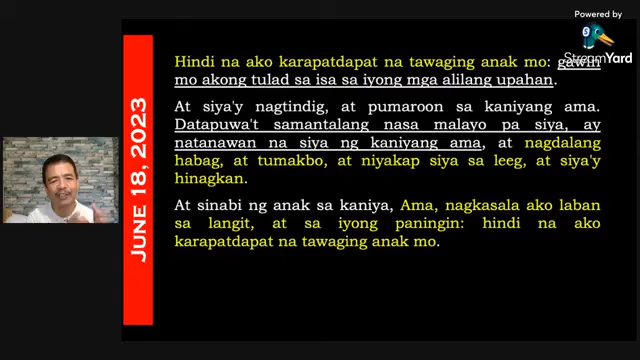 Powered by
StreamYard
JUNE 18, 2023
Hindi na ako karapatdapat na tawaging anak mo: gawin
mo akong tulad sa isa sa iyong mga alilang upahan.
At siya'y nagtindig, at pumaroon sa kaniyang ama.
Datapuwa't samantalang nasa malayo pa siya, ay
natanawan na siya ng kaniyang ama, at nagdalang
habag, at tumakbo, at niyakap siya sa leeg, at siya'y
hinagkan.
At sinabi ng anak sa kaniya, Ama, nagkasala ako laban
sa langit, at sa iyong paningin: hindi na ako
karapatdapat na tawaging anak mo.